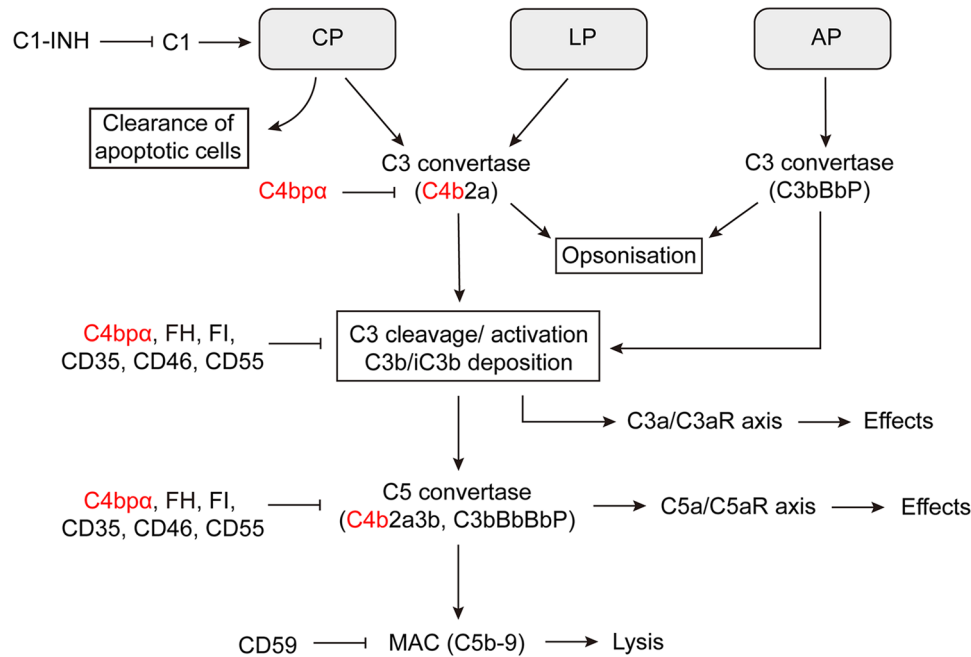 C1-INH
C1
CP
LP
AP
Clearance of
apoptotic cells
C3 convertase
(C4b2a)
C4bpα
C3 convertase
(C3bBbP)
Opsonisation
C4bpα, FH, FI,
CD35, CD46, CD55
C3 cleavage/ activation
C3b/iC3b deposition
C3a/C3aR axis
Effects
C4bpα, FH, FI,
CD35, CD46, CD55
C5 convertase
(C4b2a3b, C3bBbBbP)
C5a/C5aR axis
Effects
CD59
MAC (C5b-9)
Lysis